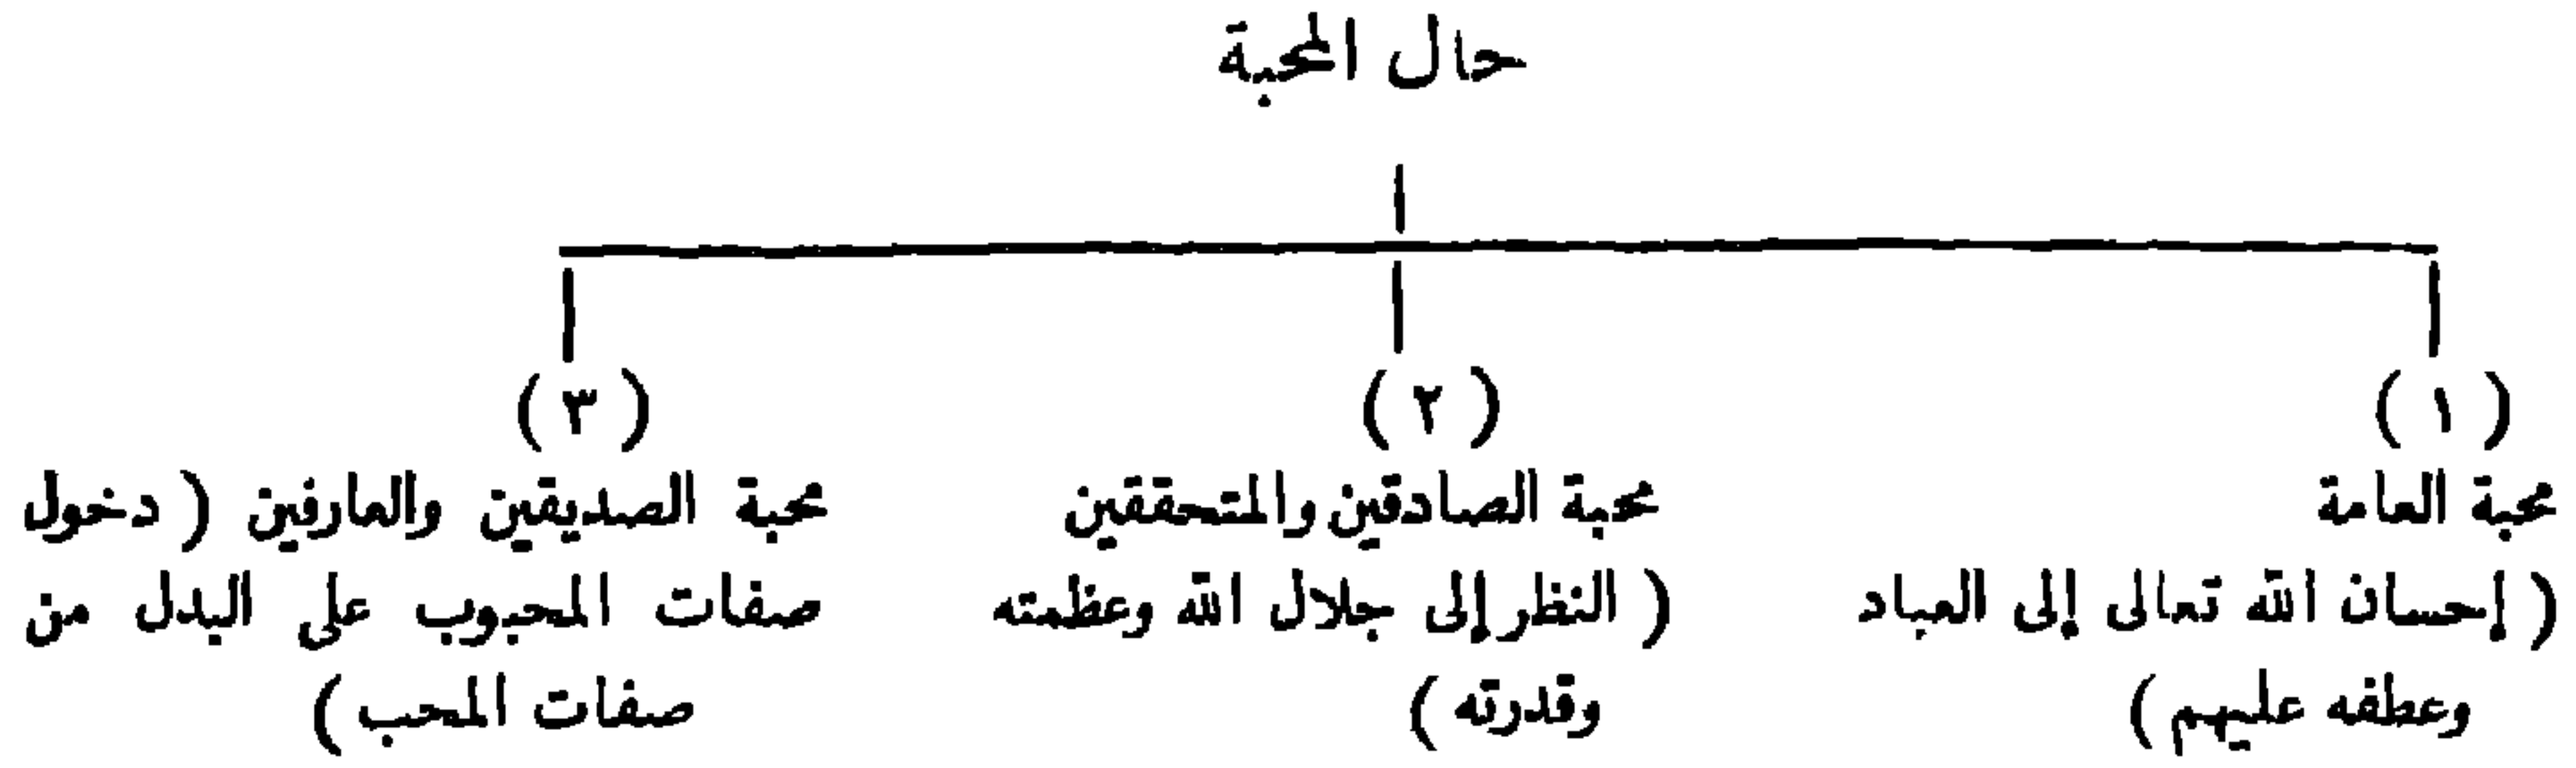 حال المحبة
( ١ )
محبة العامة
( إحسان الله تعالى إلى العباد
وعطفه عليهم )
( ٢ )
محبة الصادقين والمتحققين
( النظر إلى جلال الله وعظمته
وقدرته )
( ٣ )
محبة الصديقين والعارفين ( دخول
صفات المحبوب على البدل من
صفات المحب )